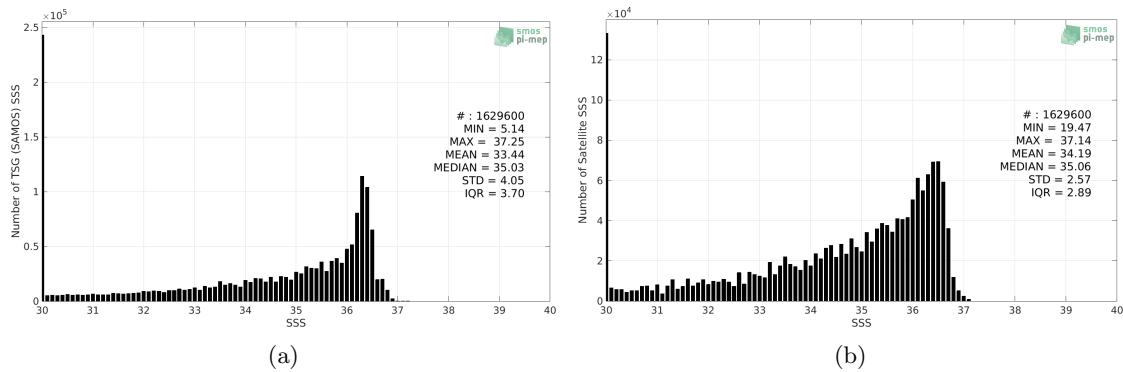 2.5 ×10^5
smos
pi-mep
2
1.5
1
0.5
0
Number of TSG (SAMOS) SSS
# : 1629600
MIN = 5.14
MAX = 37.25
MEAN = 33.44
MEDIAN = 35.03
STD = 4.05
IQR = 3.70
30 31 32 33 34 35 36 37 38 39 40
SSS
(a)
×10^4
smos
pi-mep
12
10
8
6
4
2
0
Number of Satellite SSS
# : 1629600
MIN = 19.47
MAX = 37.14
MEAN = 34.19
MEDIAN = 35.06
STD = 2.57
IQR = 2.89
30 31 32 33 34 35 36 37 38 39 40
SSS
(b)